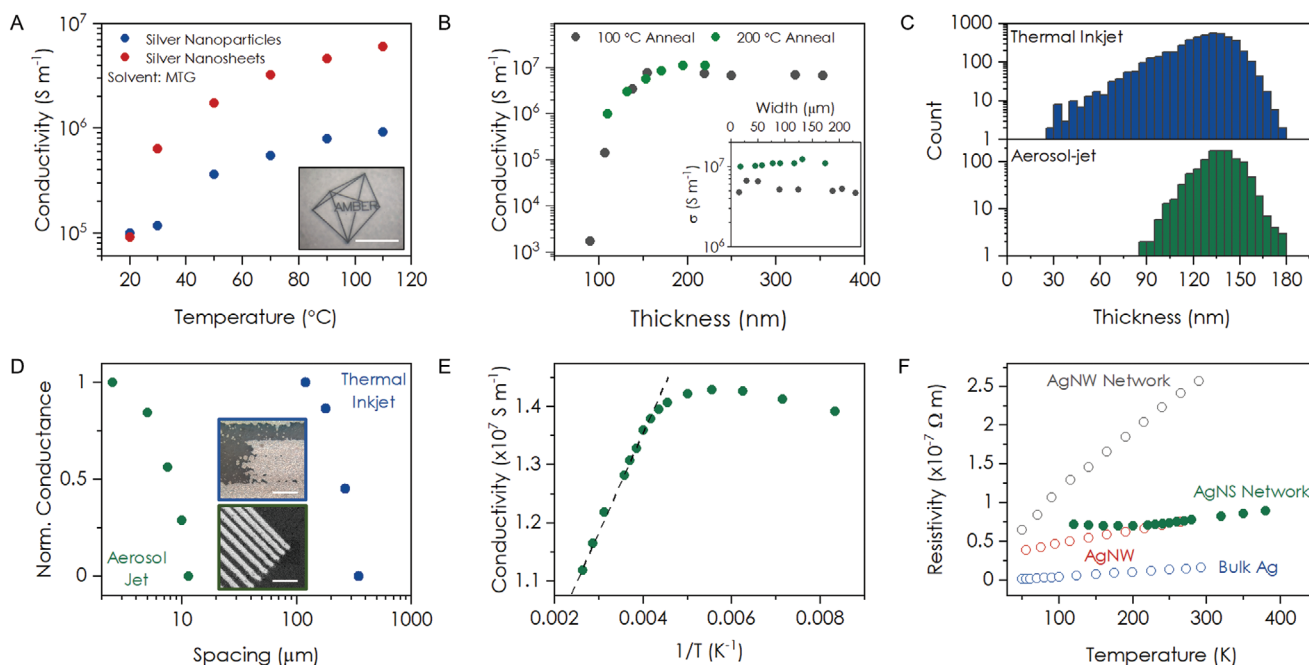 A
10⁷
10⁶
10⁵
Conductivity (S m⁻¹)
Silver Nanoparticles
Silver Nanosheets
Solvent: MTG
AMBER
20 40 60 80 100 120
Temperature (°C)
B
10⁷
10⁶
10⁵
10⁴
10³
Conductivity (S m⁻¹)
100 °C Anneal 200 °C Anneal
Width (μm)
0 50 100 150 200
10⁷
10⁶
σ (S m⁻¹)
100 200 300 400
Thickness (nm)
C
1000
100
10
1
100
10
1
Count
Thermal Inkjet
Aerosol-jet
0 30 60 90 120 150 180
Thickness (nm)
D
1
0.5
0
Norm. Conductance
Thermal
Inkjet
Aerosol
Jet
10 100 1000
Spacing (μm)
E
1.4
1.3
1.2
1.1
Conductivity (x10⁷ S m⁻¹)
0.002 0.004 0.006 0.008
1/T (K⁻¹)
F
2.5
2
1.5
1
0.5
0
Resistivity (x10⁻⁷ Ω m)
AgNW Network
AgNS Network
AgNW
Bulk Ag
0 100 200 300 400
Temperature (K)